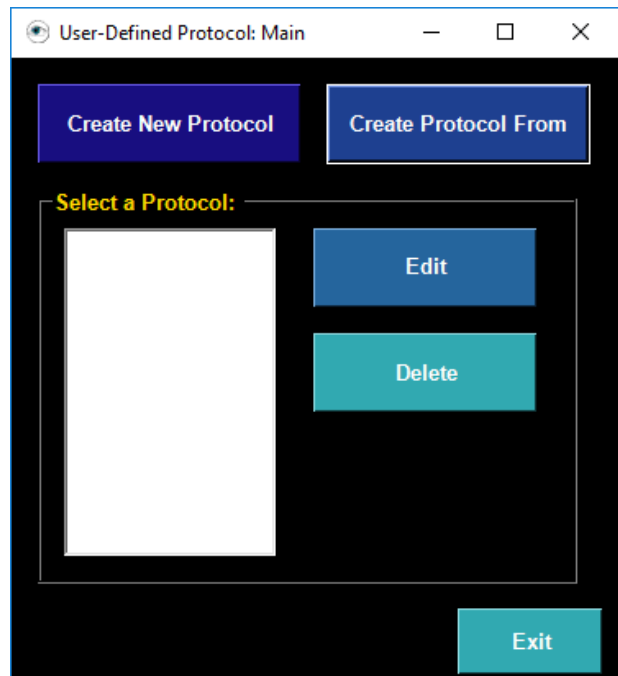 User-Defined Protocol: Main
Create New Protocol
Create Protocol From
Select a Protocol:
Edit
Delete
Exit